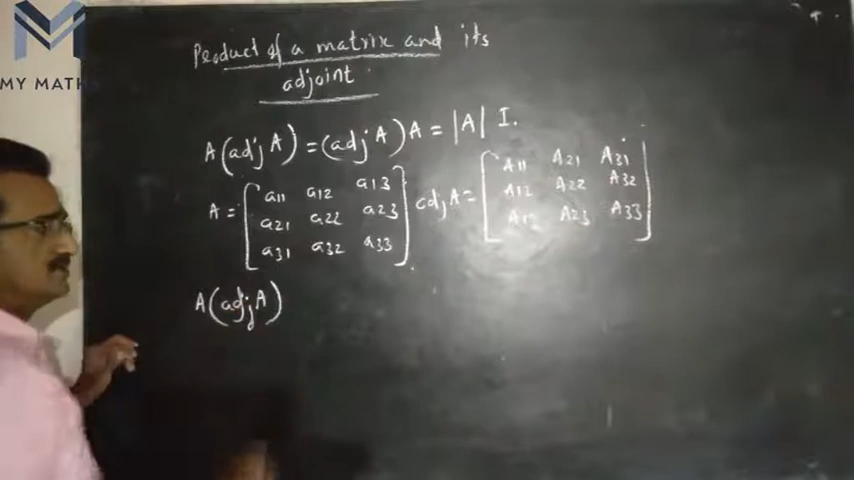 MY MATHS
Product of a matrix and its
adjoint
A(adj A) = (adj A) A = |A| I.
A = [a11 a12 a13 adj A = [A11 A21 A31
a21 a22 a23 A12 A22 A32
a31 a32 a33] A13 A23 A33]
A(adj A)